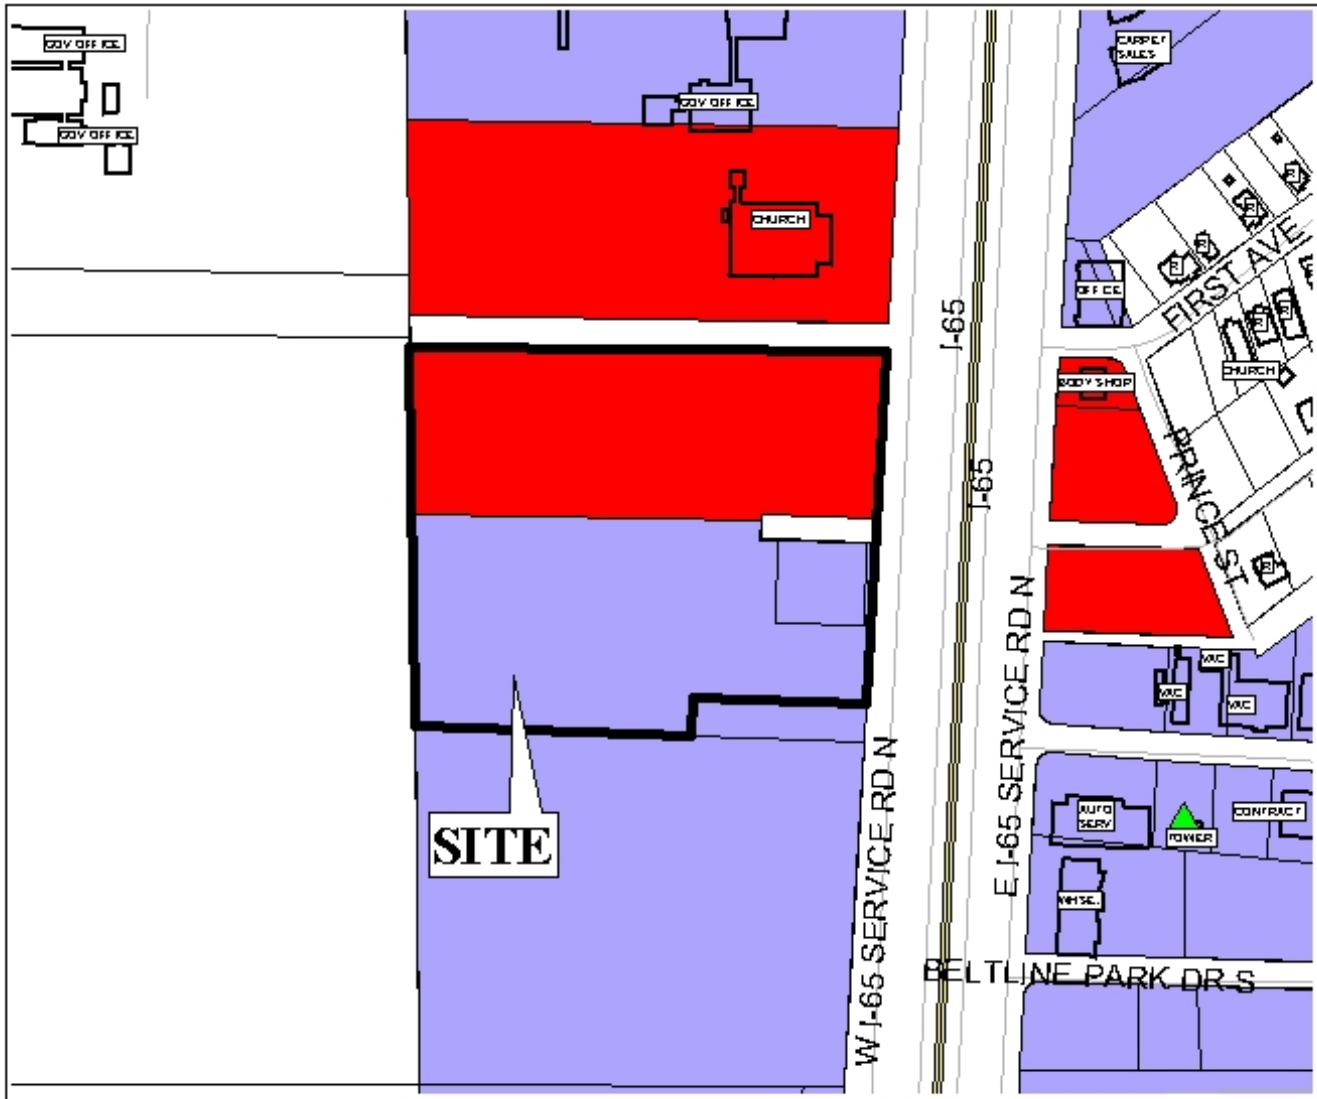 GOV OFFICE
CARPET
SALES
GOV OFFICE
GOV OFFICE
R
R
CHURCH
R
R
FIRST AVE
OFFICE
I-65
R
R
CHURCH
BODY SHOP
I-65
PRINCE ST
R
E I-65 SERVICE RD N
VAC
VAC
VAC
W I-65 SERVICE RD N
SITE
AUTO
SERV
TOWER
CONTRACT
WHSE.
BELTLINE PARK DR S